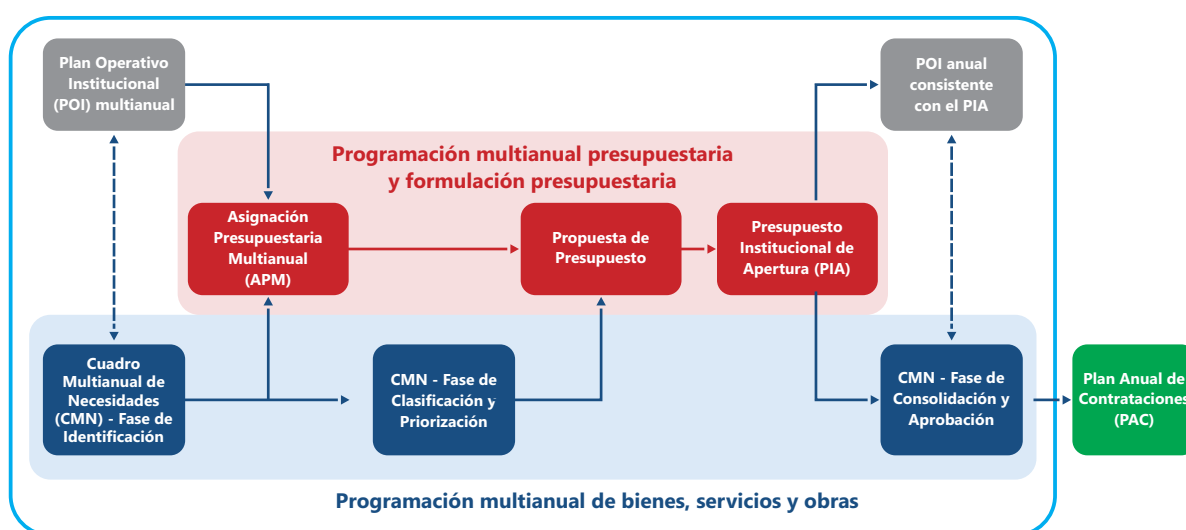 Plan Operativo
Institucional
(POI) multianual
POI anual
consistente
con el PIA
Programación multianual presupuestaria
y formulación presupuestaria
Asignación
Presupuestaria
Multianual
(APM)
Propuesta de
Presupuesto
Presupuesto
Institucional de
Apertura (PIA)
Cuadro
Multianual de
Necesidades
(CMN) - Fase de
Identificación
CMN - Fase de
Clasificación y
Priorización
CMN - Fase de
Consolidación y
Aprobación
Plan Anual de
Contrataciones
(PAC)
Programación multianual de bienes, servicios y obras